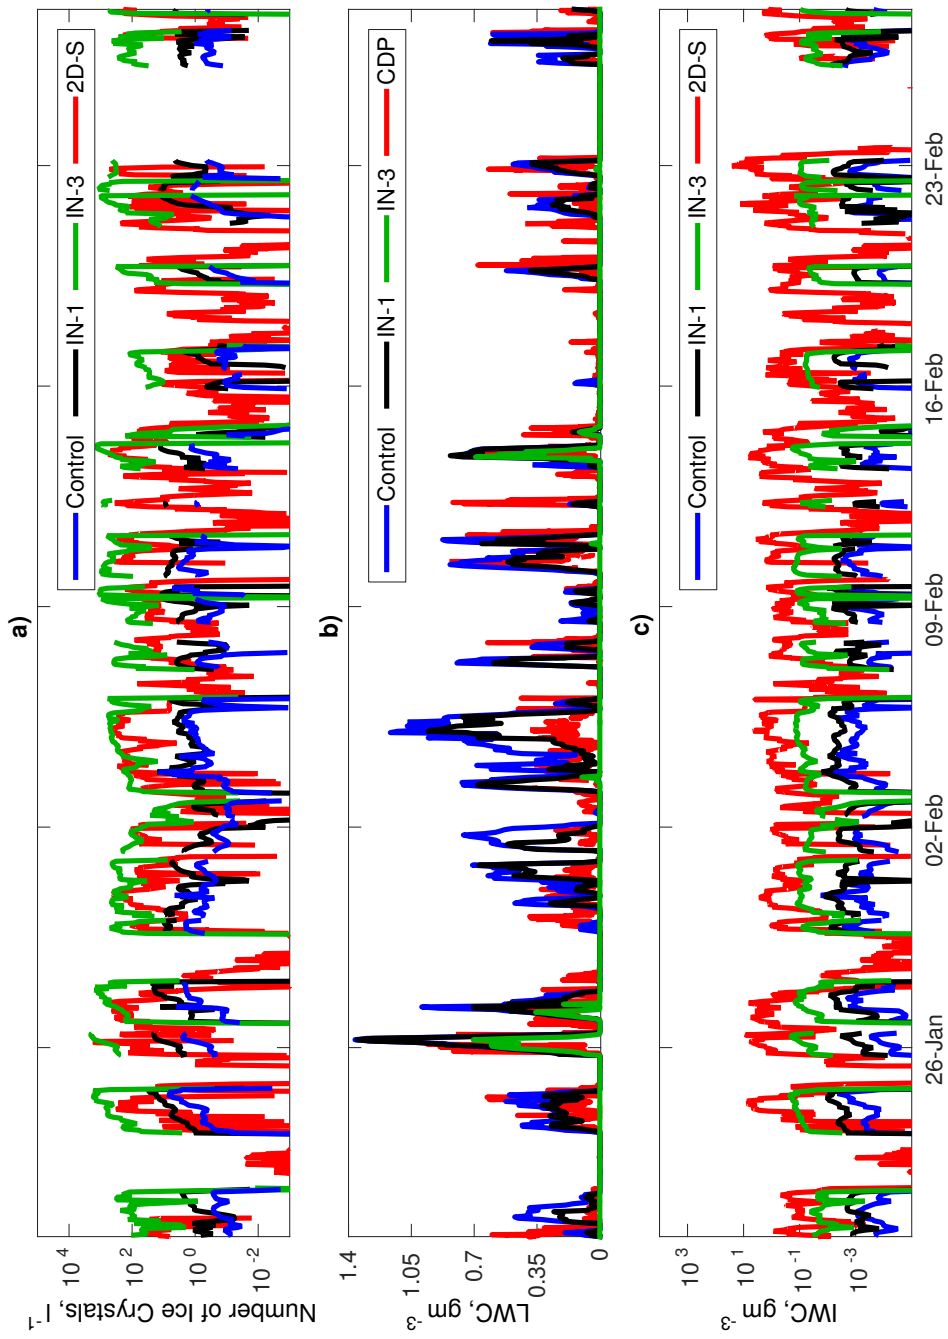 a)
Control IN-1 IN-3 2D-S
Number of Ice Crystals, l⁻¹
10⁴
10²
10⁰
10⁻²
b)
Control IN-1 IN-3 CDP
LWC, gm⁻³
1.4
1.05
0.7
0.35
0
c)
Control IN-1 IN-3 2D-S
IWC, gm⁻³
10³
10¹
10⁻¹
10⁻³
26-Jan 02-Feb 09-Feb 16-Feb 23-Feb